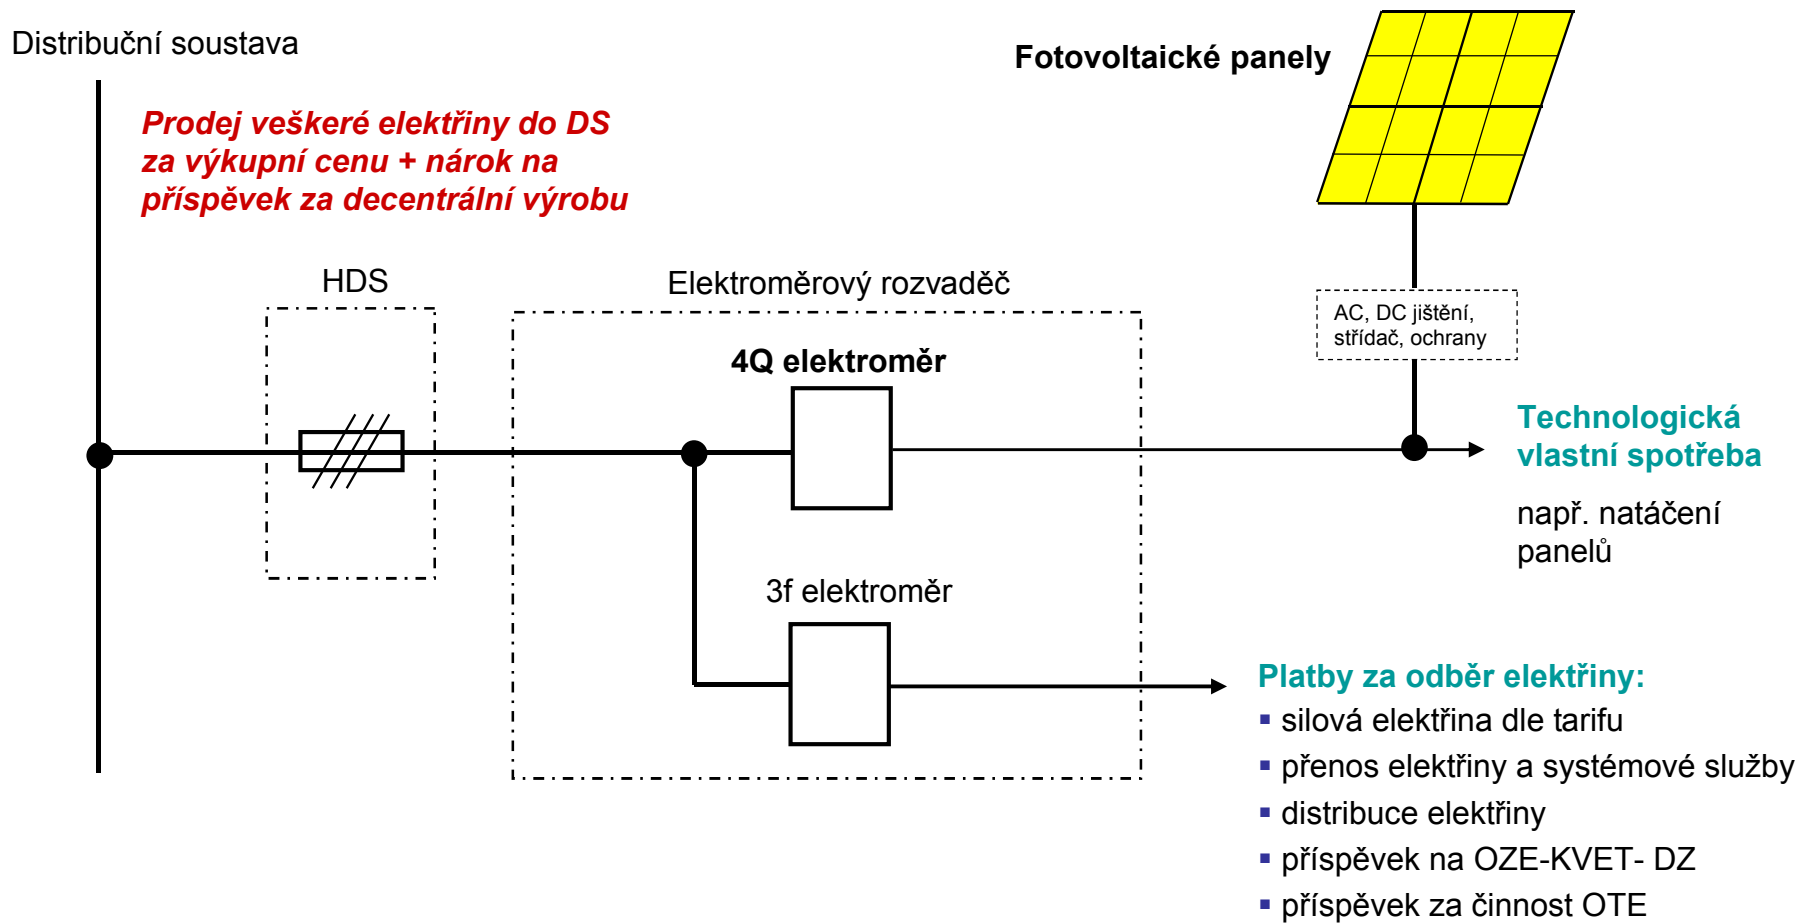 Distribuční soustava
Fotovoltaické panely
Prodej veškeré elektřiny do DS
za výkupní cenu + nárok na
příspěvek za decentrální výrobu
HDS
Elektroměrový rozvaděč
AC, DC jištění,
střídač, ochrany
4Q elektroměr
Technologická
vlastní spotřeba
např. natáčení
panelů
3f elektroměr
Platby za odběr elektřiny:
▪ silová elektřina dle tarifu
▪ přenos elektřiny a systémové služby
▪ distribuce elektřiny
▪ příspěvek na OZE-KVET- DZ
▪ příspěvek za činnost OTE